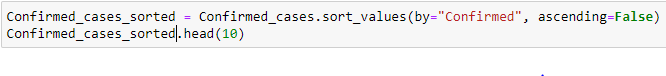 Confirmed_cases_sorted = Confirmed_cases.sort_values(by="Confirmed", ascending=False)
Confirmed_cases_sorted.head(10)